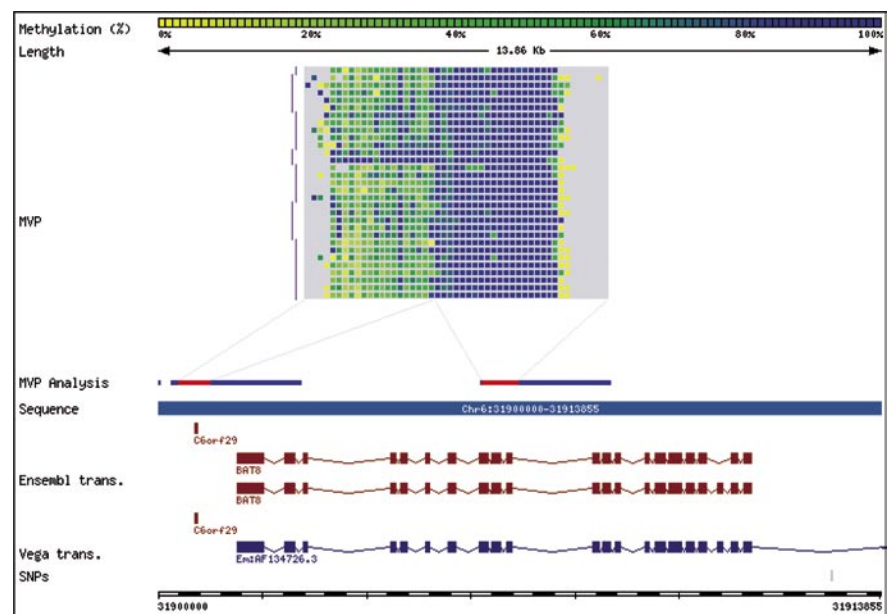 Methylation (%)
0% 20% 40% 60% 80% 100%
Length
13.86 Kb
MVP
MVP Analysis
Sequence
Chr6:31900000-31913855
C6orf29
BAT8
Ensembl trans.
BAT8
C6orf29
Vega trans.
Em:AF134726.3
SNPs
31900000 31913855